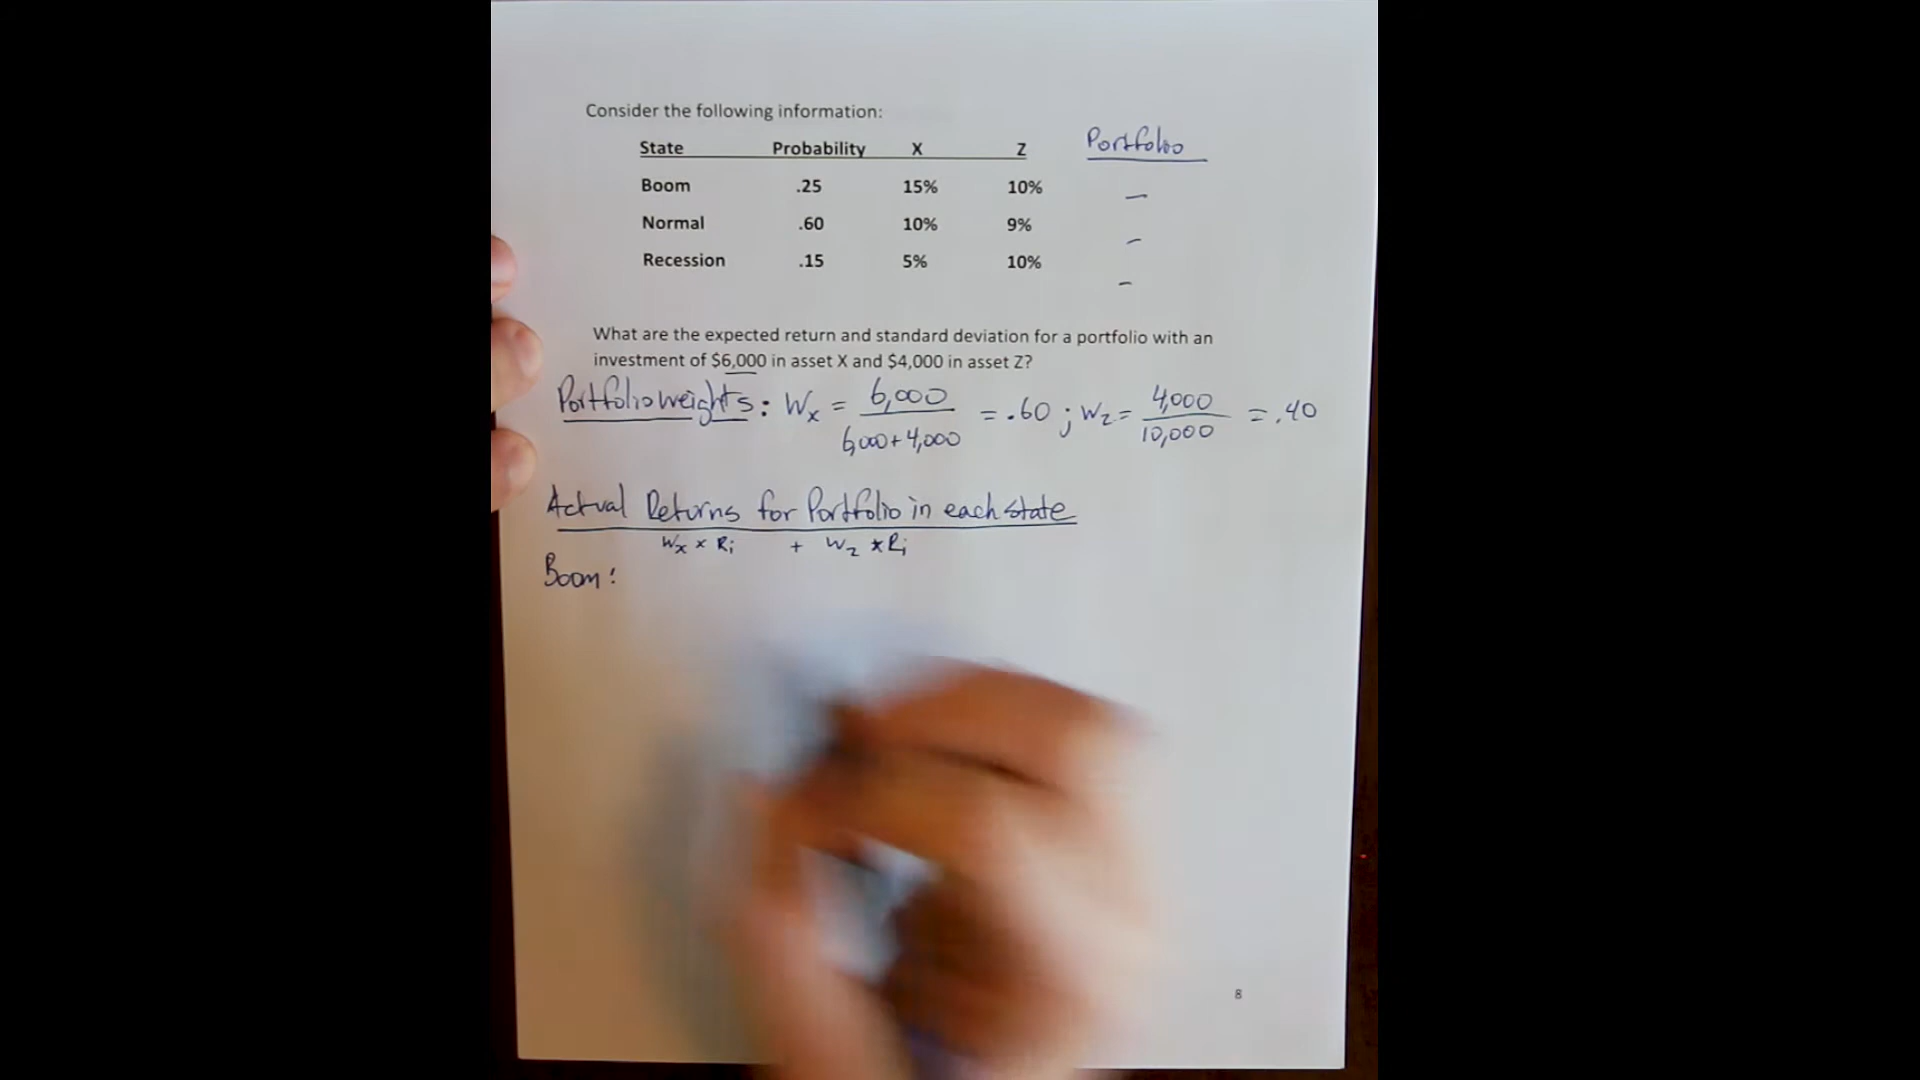 Consider the following information:
State Probability X Z Portfolio
Boom .25 15% 10% –
Normal .60 10% 9% –
Recession .15 5% 10% –
What are the expected return and standard deviation for a portfolio with an
investment of $6,000 in asset X and $4,000 in asset Z?
Portfolio weights: Wx = 6,000 / 6,000+4,000 = .60 ; Wz = 4,000 / 10,000 = .40
Actual Returns for Portfolio in each state
Wx × Ri + Wz * Ri
Boom:
8